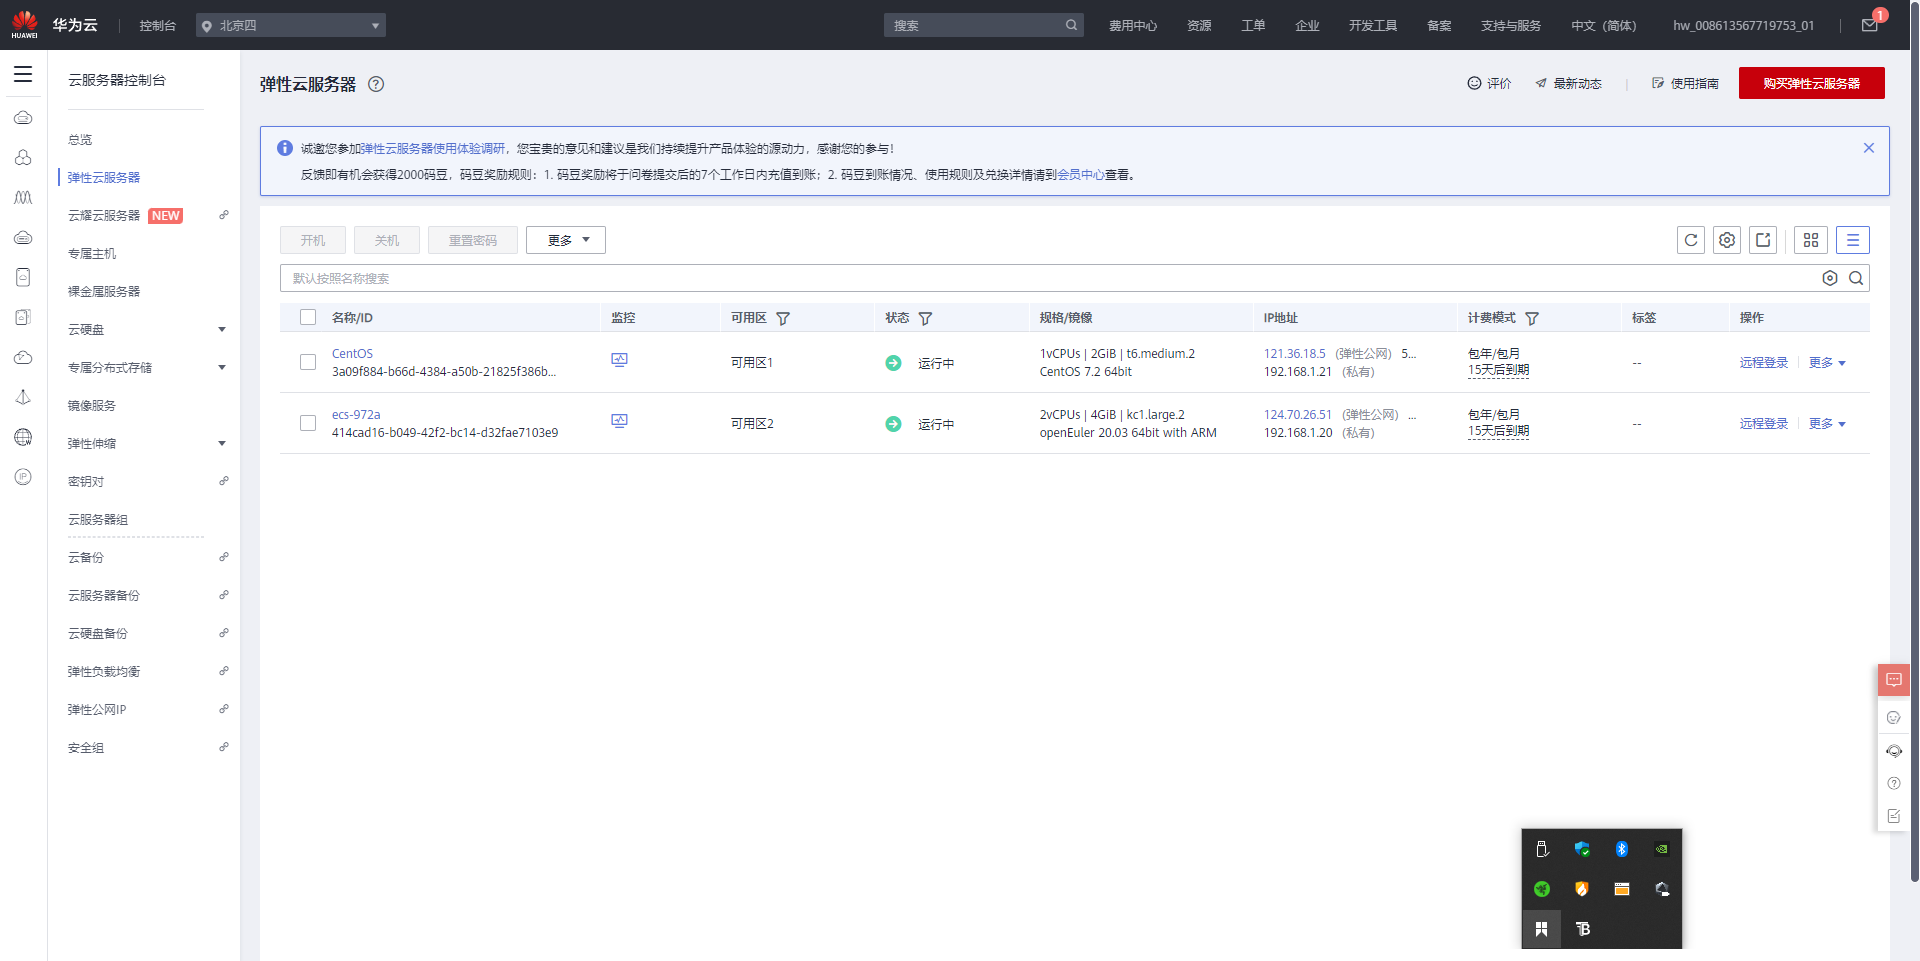 HUAWEI
华为云
控制台
北京四
搜索
费用中心
资源
工单
企业
开发工具
备案
支持与服务
中文（简体）
hw_008613567719753_01
1
云服务器控制台
总览
弹性云服务器
云耀云服务器 NEW
专属主机
裸金属服务器
云硬盘
专属分布式存储
镜像服务
弹性伸缩
密钥对
云服务器组
云备份
云服务器备份
云硬盘备份
弹性负载均衡
弹性公网IP
安全组
弹性云服务器
评价
最新动态
使用指南
购买弹性云服务器
诚邀您参加弹性云服务器使用体验调研，您宝贵的意见和建议是我们持续提升产品体验的源动力，感谢您的参与！
反馈即有机会获得2000码豆，码豆奖励规则：1. 码豆奖励将于问卷提交后的7个工作日内充值到账；2. 码豆到账情况、使用规则及兑换详情请到会员中心查看。
开机
关机
重置密码
更多
默认按照名称搜索
名称/ID
监控
可用区
状态
规格/镜像
IP地址
计费模式
标签
操作
CentOS
3a09f884-b66d-4384-a50b-21825f386b...
可用区1
运行中
1vCPUs | 2GiB | t6.medium.2
CentOS 7.2 64bit
121.36.18.5 （弹性公网） 5...
192.168.1.21 （私有）
包年/包月
15天后到期
--
远程登录
更多
ecs-972a
414cad16-b049-42f2-bc14-d32fae7103e9
可用区2
运行中
2vCPUs | 4GiB | kc1.large.2
openEuler 20.03 64bit with ARM
124.70.26.51 （弹性公网） ...
192.168.1.20 （私有）
包年/包月
15天后到期
--
远程登录
更多